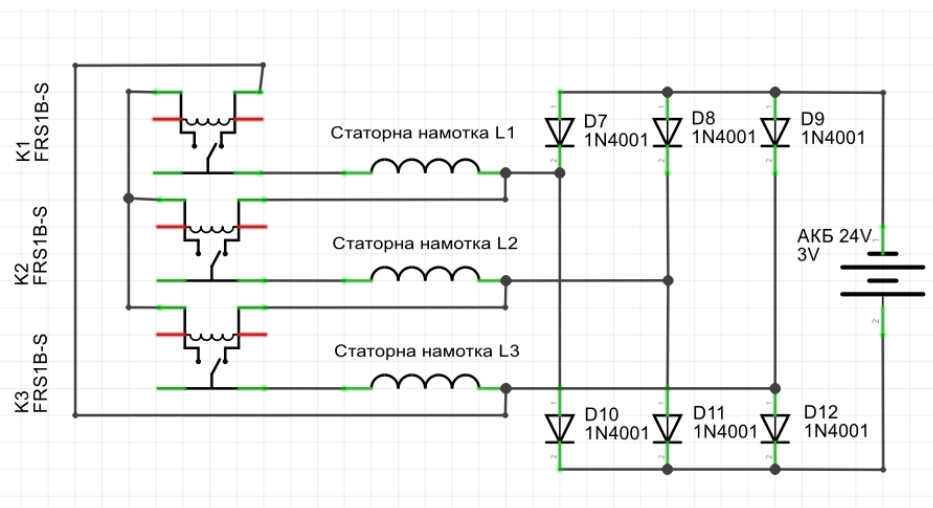 K1
FRS1B-S
K2
FRS1B-S
K3
FRS1B-S
Статорна намотка L1
Статорна намотка L2
Статорна намотка L3
D7
1N4001
D8
1N4001
D9
1N4001
АКБ 24V
3V
D10
1N4001
D11
1N4001
D12
1N4001